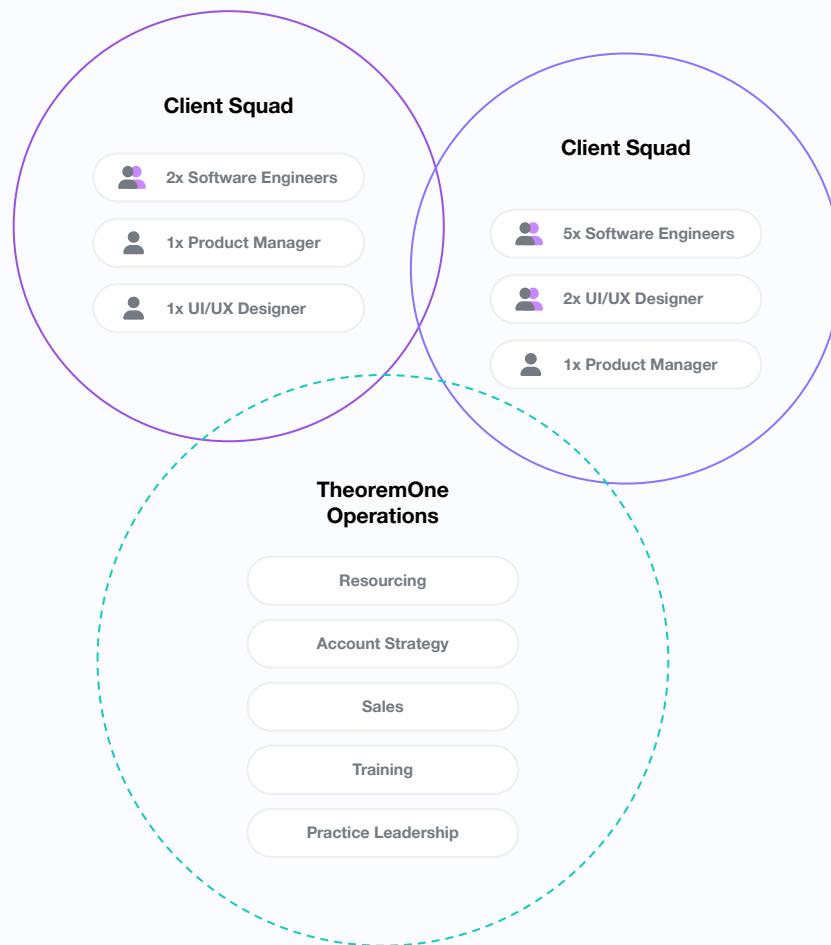 Client Squad
2x Software Engineers
1x Product Manager
1x UI/UX Designer
Client Squad
5x Software Engineers
2x UI/UX Designer
1x Product Manager
TheoremOne
Operations
Resourcing
Account Strategy
Sales
Training
Practice Leadership